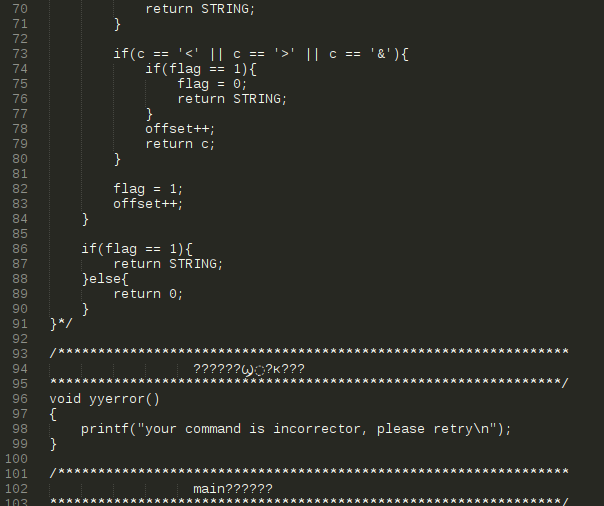 70 return STRING;
71 }
72
73 if(c == '<' || c == '>' || c == '&'){
74 if(flag == 1){
75 flag = 0;
76 return STRING;
77 }
78 offset++;
79 return c;
80 }
81
82 flag = 1;
83 offset++;
84 }
85
86 if(flag == 1){
87 return STRING;
88 }else{
89 return 0;
90 }
91 }*/
92
93 /*****************************************************************
94 ??????
95 *****************************************************************/
96 void yyerror()
97 {
98 printf("your command is incorrector, please retry\n");
99 }
100
101 /*****************************************************************
102 main??????
103 *****************************************************************/